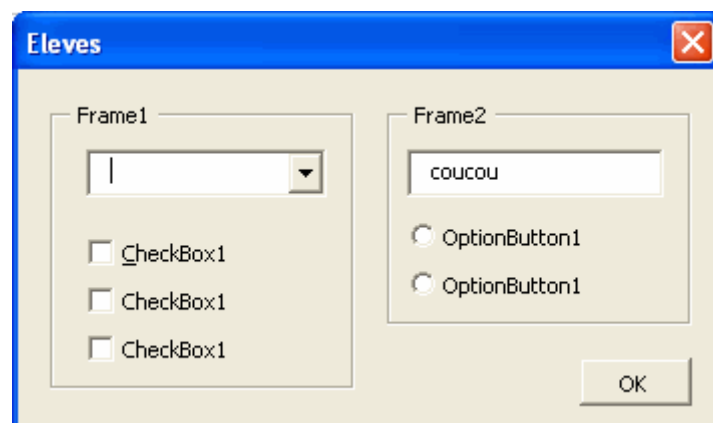 Eleves
Frame1
CheckBox1
CheckBox1
CheckBox1
Frame2
coucou
OptionButton1
OptionButton1
OK